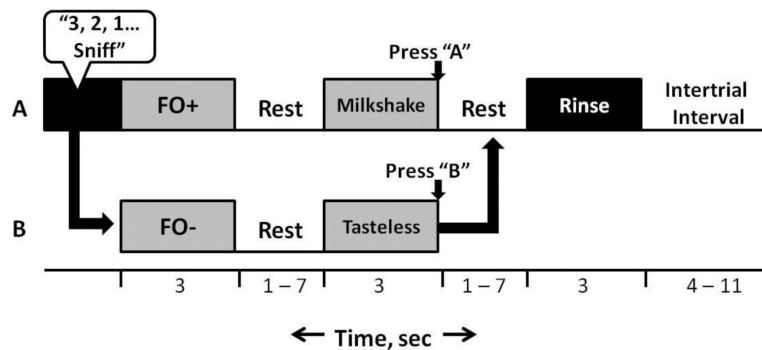 “3, 2, 1…
Sniff”
Press “A”
A
FO+
Rest
Milkshake
Rest
Rinse
Intertrial
Interval
Press “B”
B
FO-
Rest
Tasteless
3
1 – 7
3
1 – 7
3
4 – 11
Time, sec